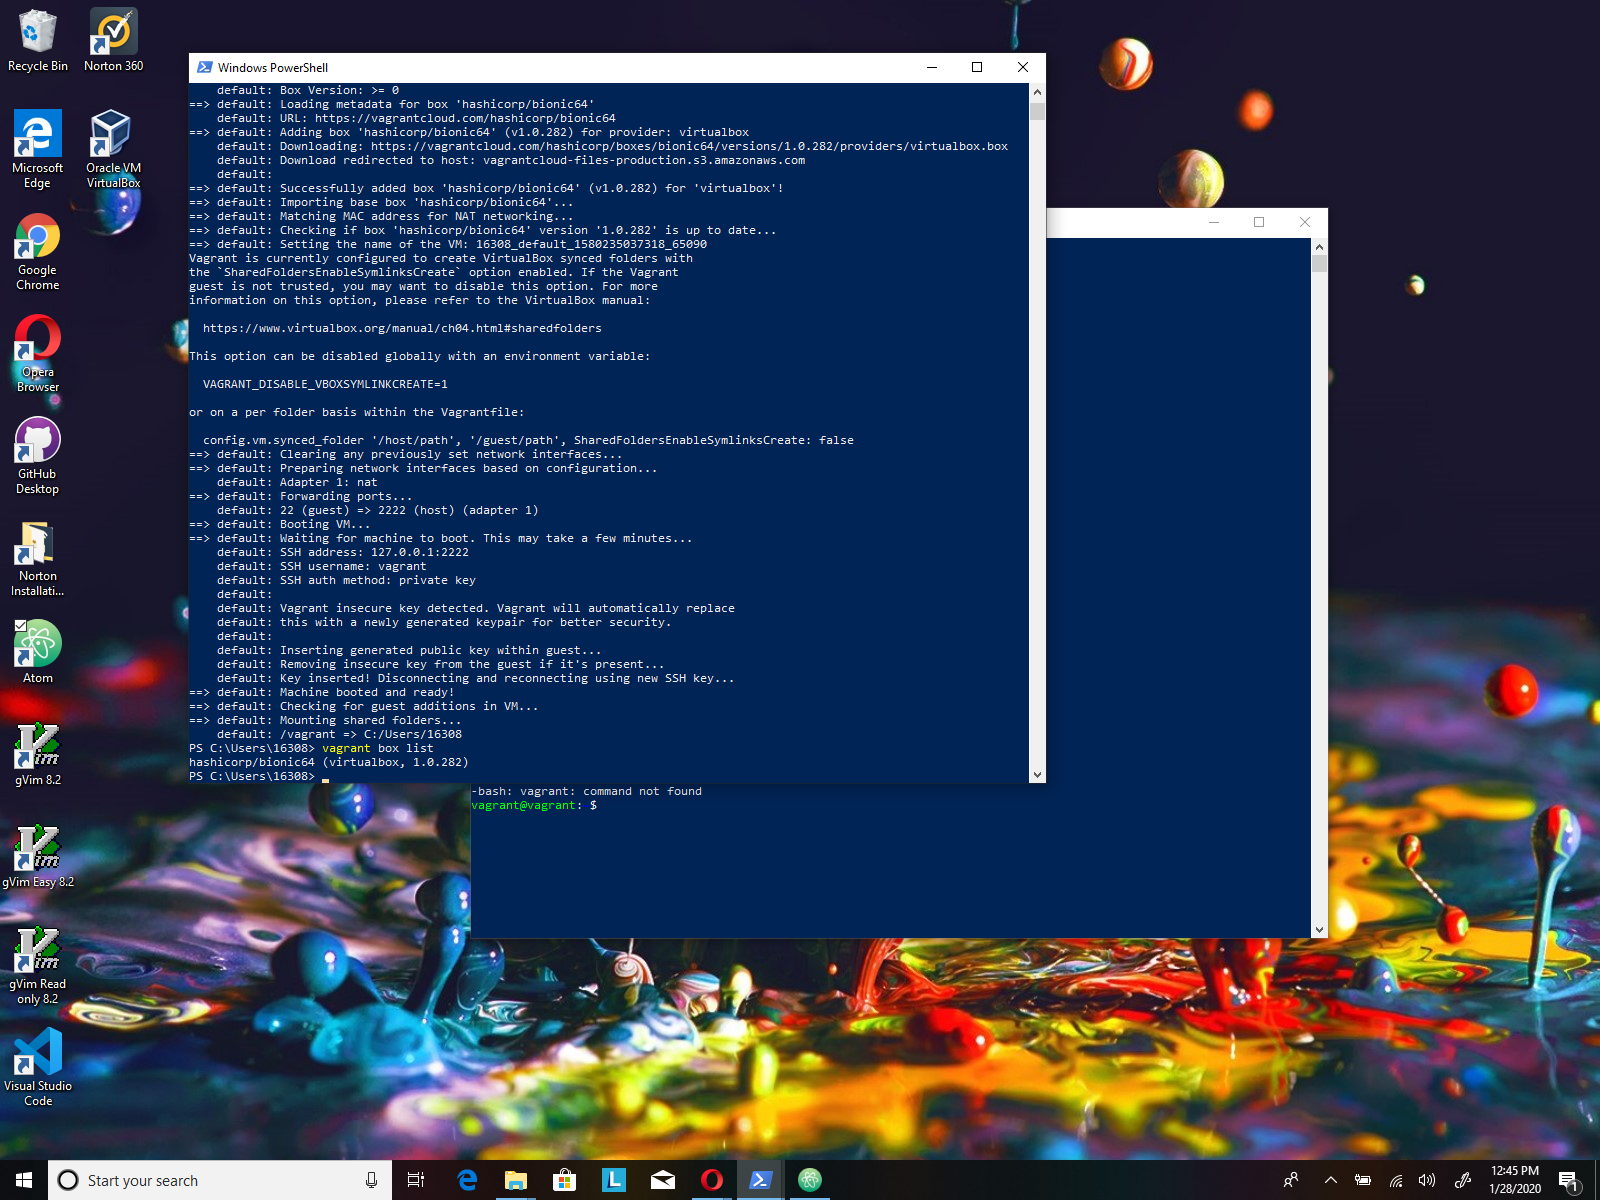 Recycle Bin
Norton 360
Microsoft
Edge
Oracle VM
VirtualBox
Google
Chrome
Opera
Browser
GitHub
Desktop
Norton
Installati...
Atom
gVim 8.2
gVim Easy 8.2
gVim Read
only 8.2
Visual Studio
Code
Windows PowerShell
default: Box Version: >= 0
==> default: Loading metadata for box 'hashicorp/bionic64'
default: URL: https://vagrantcloud.com/hashicorp/bionic64
==> default: Adding box 'hashicorp/bionic64' (v1.0.282) for provider: virtualbox
default: Downloading: https://vagrantcloud.com/hashicorp/boxes/bionic64/versions/1.0.282/providers/virtualbox.box
default: Download redirected to host: vagrantcloud-files-production.s3.amazonaws.com
default:
==> default: Successfully added box 'hashicorp/bionic64' (v1.0.282) for 'virtualbox'!
==> default: Importing base box 'hashicorp/bionic64'...
==> default: Matching MAC address for NAT networking...
==> default: Checking if box 'hashicorp/bionic64' version '1.0.282' is up to date...
==> default: Setting the name of the VM: 16308_default_1580235037318_65090
Vagrant is currently configured to create VirtualBox synced folders with
the `SharedFoldersEnableSymlinksCreate` option enabled. If the Vagrant
guest is not trusted, you may want to disable this option. For more
information on this option, please refer to the VirtualBox manual:
https://www.virtualbox.org/manual/ch04.html#sharedfolders
This option can be disabled globally with an environment variable:
VAGRANT_DISABLE_VBOXSYMLINKCREATE=1
or on a per folder basis within the Vagrantfile:
config.vm.synced_folder '/host/path', '/guest/path', SharedFoldersEnableSymlinksCreate: false
==> default: Clearing any previously set network interfaces...
==> default: Preparing network interfaces based on configuration...
default: Adapter 1: nat
==> default: Forwarding ports...
default: 22 (guest) => 2222 (host) (adapter 1)
==> default: Booting VM...
==> default: Waiting for machine to boot. This may take a few minutes...
default: SSH address: 127.0.0.1:2222
default: SSH username: vagrant
default: SSH auth method: private key
default:
default: Vagrant insecure key detected. Vagrant will automatically replace
default: this with a newly generated keypair for better security.
default:
default: Inserting generated public key within guest...
default: Removing insecure key from the guest if it's present...
default: Key inserted! Disconnecting and reconnecting using new SSH key...
==> default: Machine booted and ready!
==> default: Checking for guest additions in VM...
==> default: Mounting shared folders...
default: /vagrant => C:/Users/16308
PS C:\Users\16308> vagrant box list
hashicorp/bionic64 (virtualbox, 1.0.282)
PS C:\Users\16308>
-bash: vagrant: command not found
vagrant@vagrant: $
Start your search
12:45 PM
1/28/2020
1